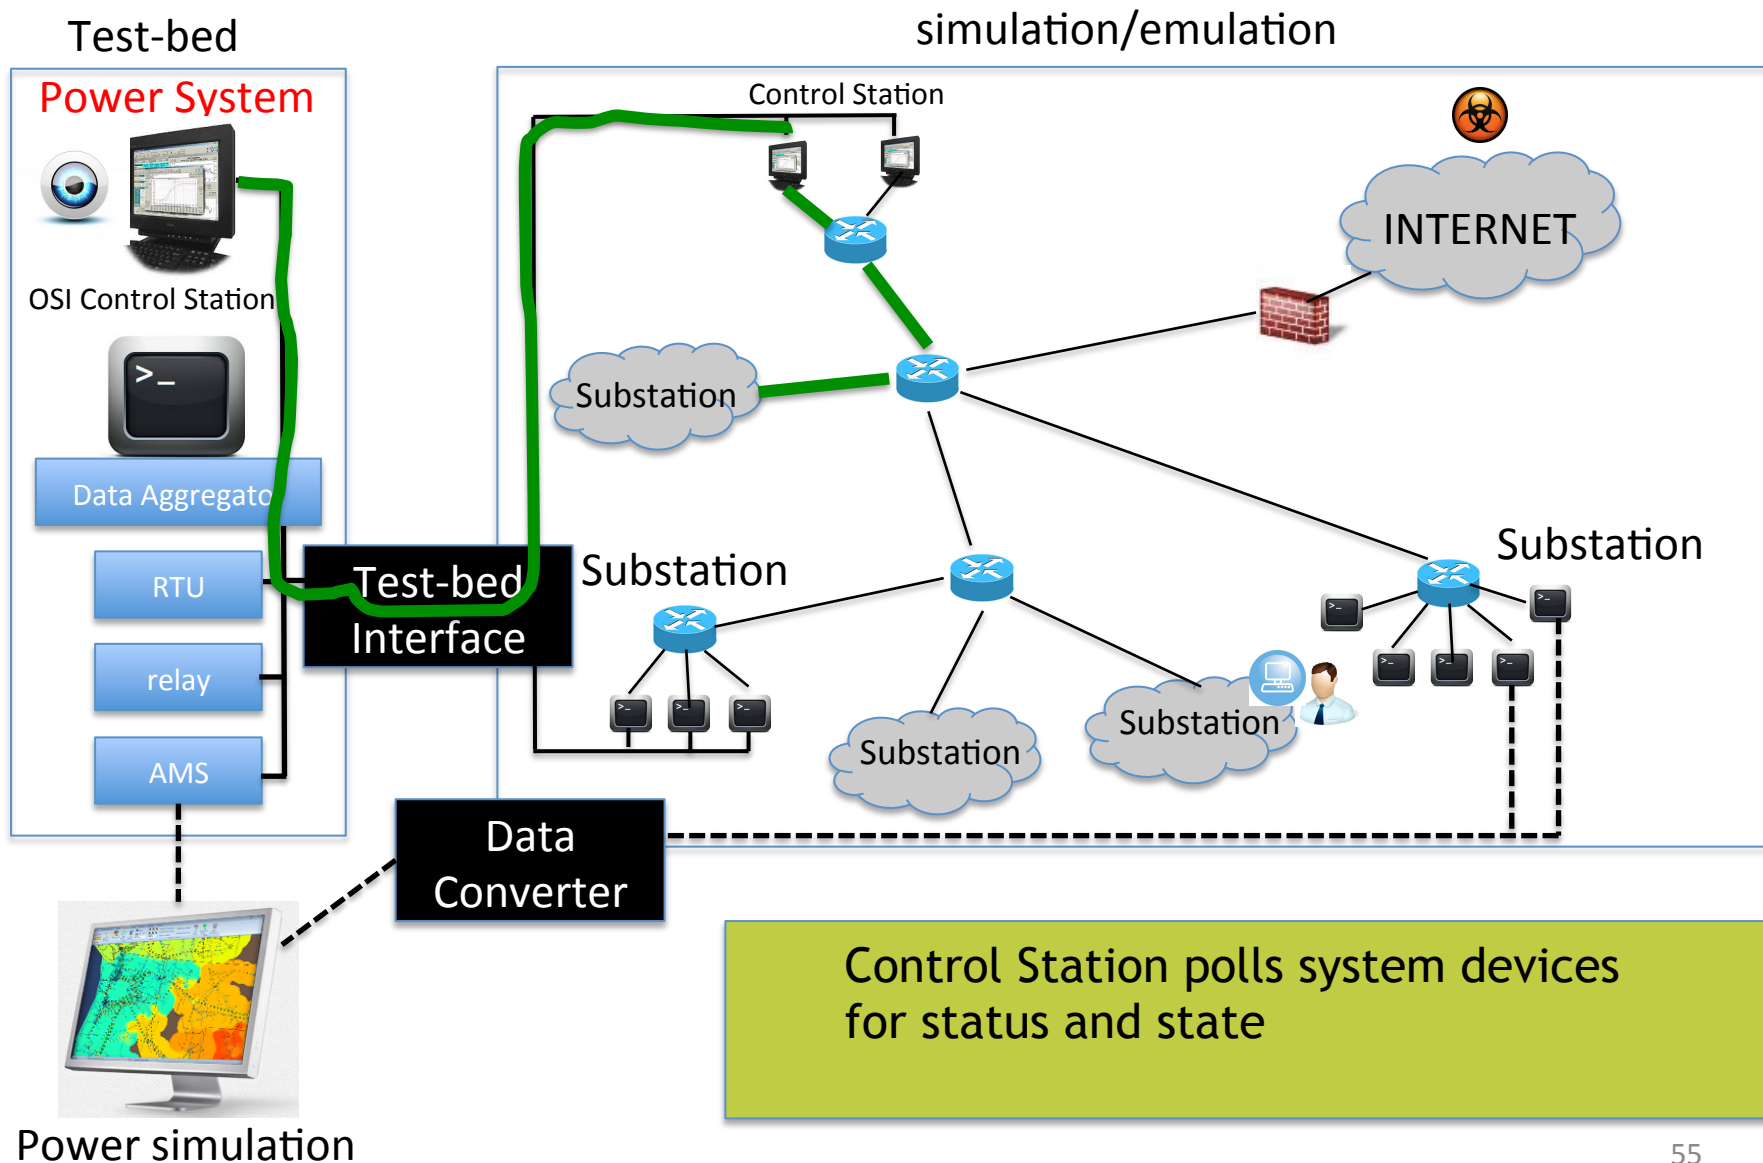 Test-bed
simulation/emulation
Power System
OSI Control Station
>_
Data Aggregato
RTU
relay
AMS
Test-bed
Interface
Control Station
INTERNET
Substation
Substation
>_
>_
>_
Substation
Substation
Substation
>_
>_
>_
>_
>_
Data
Converter
Power simulation
Control Station polls system devices
for status and state
55